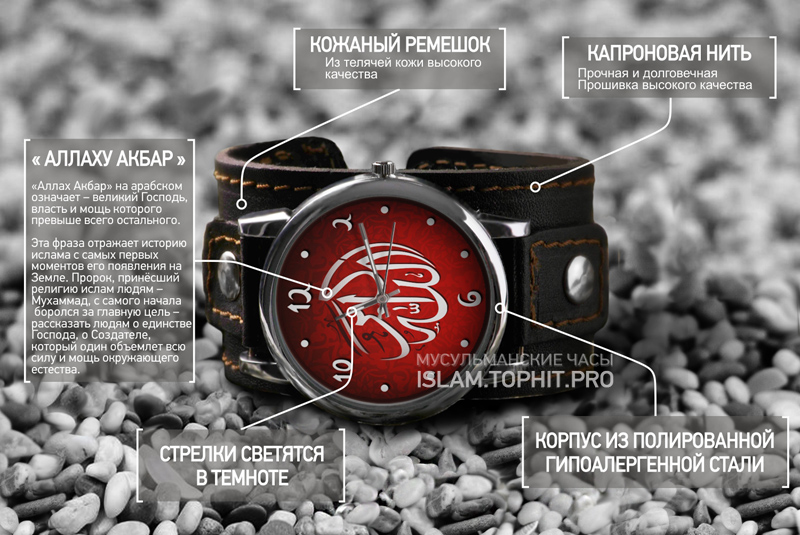 КОЖАНЫЙ РЕМЕШОК
Из телячей кожи высокого
качества
КАПРОНОВАЯ НИТЬ
Прочная и долговечная
Прошивка высокого качества
« АЛЛАХУ АКБАР »
«Аллах Акбар» на арабском
означает – великий Господь,
власть и мощь которого
превыше всего остального.
Эта фраза отражает историю
ислама с самых первых
моментов его появления на
Земле. Пророк, принёсший
религию ислам людям –
Мухаммад, с самого начала
боролся за главную цель –
рассказать людям о единстве
Господа, о Создателе,
который один объемлет всю
силу и мощь окружающего
естества.
2
12
6
10
МУСУЛЬМАНСКИЕ ЧАСЫ
ISLAM.TOPHIT.PRO
СТРЕЛКИ СВЕТЯТСЯ
В ТЕМНОТЕ
КОРПУС ИЗ ПОЛИРОВАННОЙ
ГИПОАЛЕРГЕННОЙ СТАЛИ